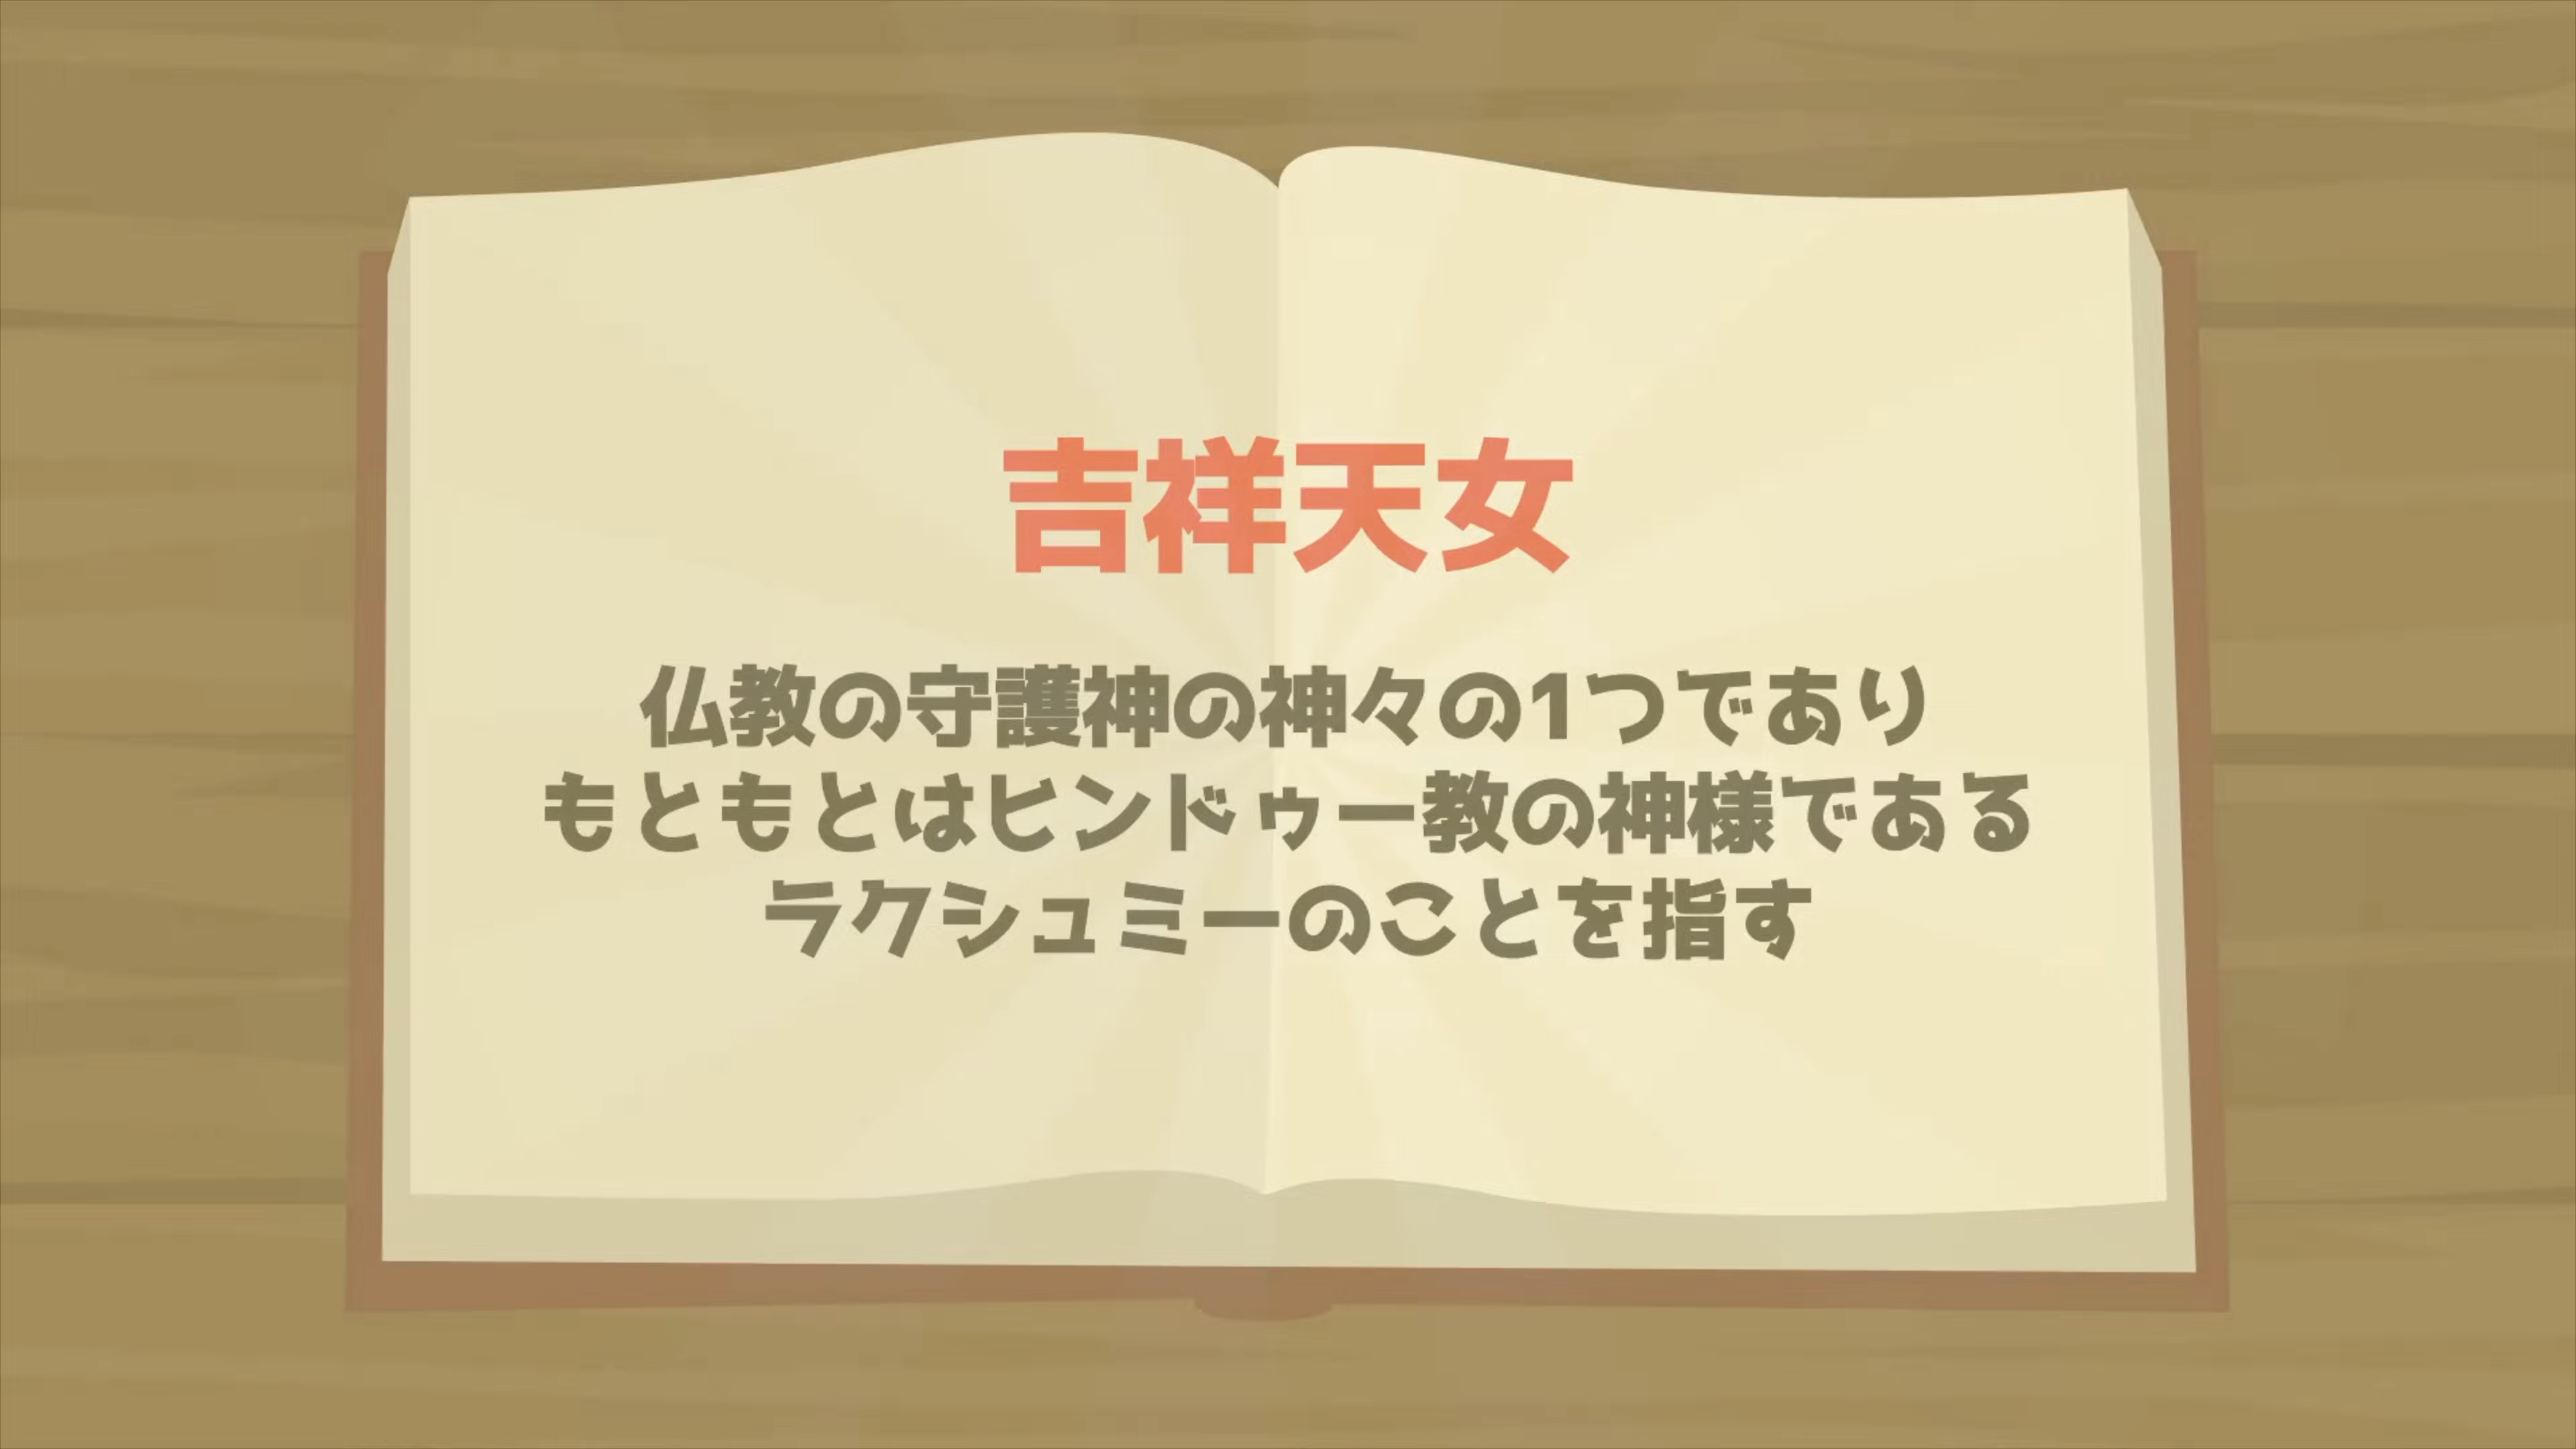 吉祥天女
仏教の守護神の神々の1つであり
もともとはヒンドゥー教の神様である
ラクシュミーのことを指す